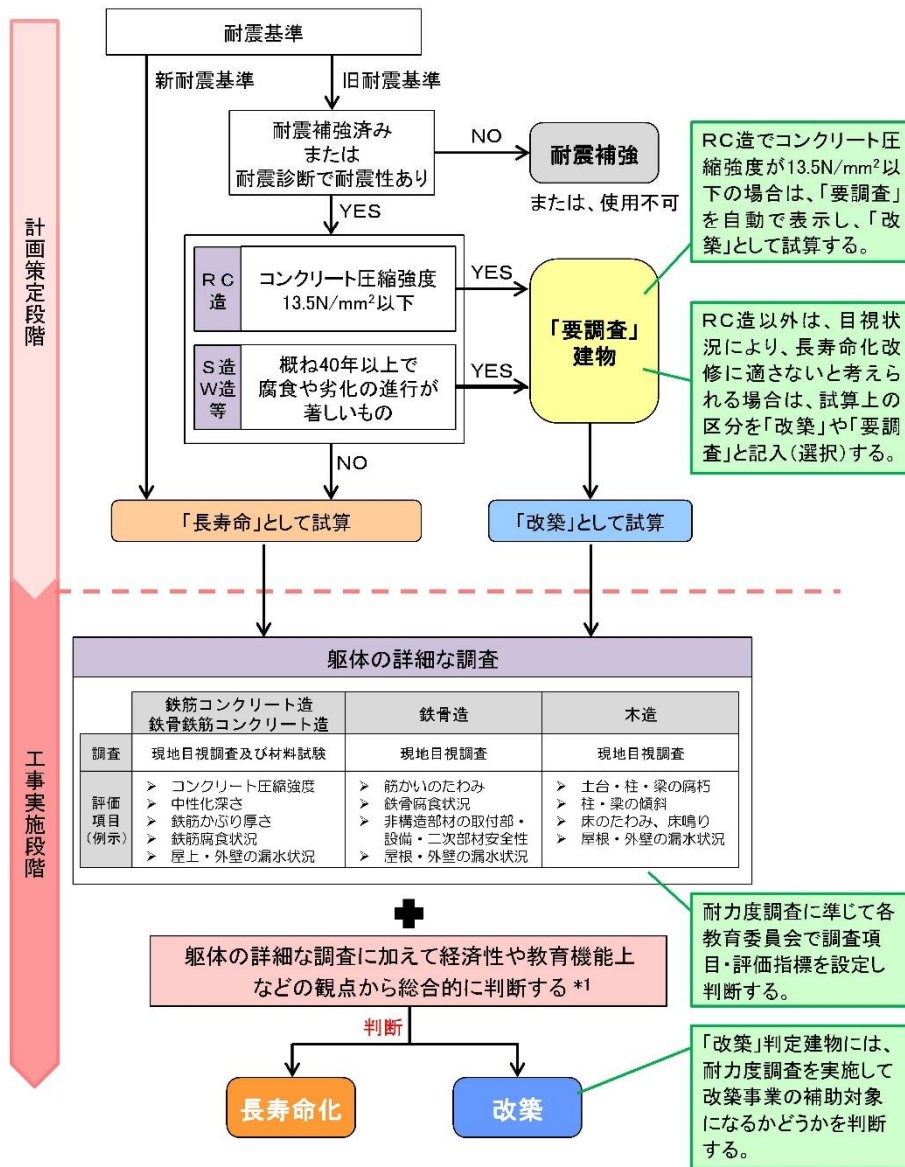 耐震基準
新耐震基準
旧耐震基準
耐震補強済み
または
耐震診断で耐震性あり
NO
耐震補強
または、使用不可
YES
RC造でコンクリート圧
縮強度が13.5N/mm²以
下の場合は、「要調査」
を自動で表示し、「改
築」として試算する。
計画策定段階
RC
造
コンクリート圧縮強度
13.5N/mm²以下
YES
「要調査」
建物
S造
W造
等
概ね40年以上で
腐食や劣化の進行が
著しいもの
YES
RC造以外は、目視状
況により、長寿命化改
修に適さないと考えら
れる場合は、試算上の
区分を「改築」や「要調
査」と記入(選択)する。
NO
「長寿命」として試算
「改築」として試算
工事実施段階
躯体の詳細な調査
鉄筋コンクリート造
鉄骨鉄筋コンクリート造
鉄骨造
木造
調査
現地目視調査及び材料試験
現地目視調査
現地目視調査
評価
項目
(例示)
➢ コンクリート圧縮強度
➢ 中性化深さ
➢ 鉄筋かぶり厚さ
➢ 鉄筋腐食状況
➢ 屋上・外壁の漏水状況
➢ 筋かいのたわみ
➢ 鉄骨腐食状況
➢ 非構造部材の取付部・
設備・二次部材安全性
➢ 屋根・外壁の漏水状況
➢ 土台・柱・梁の腐朽
➢ 柱・梁の傾斜
➢ 床のたわみ、床鳴り
➢ 屋根・外壁の漏水状況
耐力度調査に準じて各
教育委員会で調査項
目・評価指標を設定し
判断する。
躯体の詳細な調査に加えて経済性や教育機能上
などの観点から総合的に判断する *1
判断
長寿命化
改築
「改築」判定建物には、
耐力度調査を実施して
改築事業の補助対象
になるかどうかを判断
する。